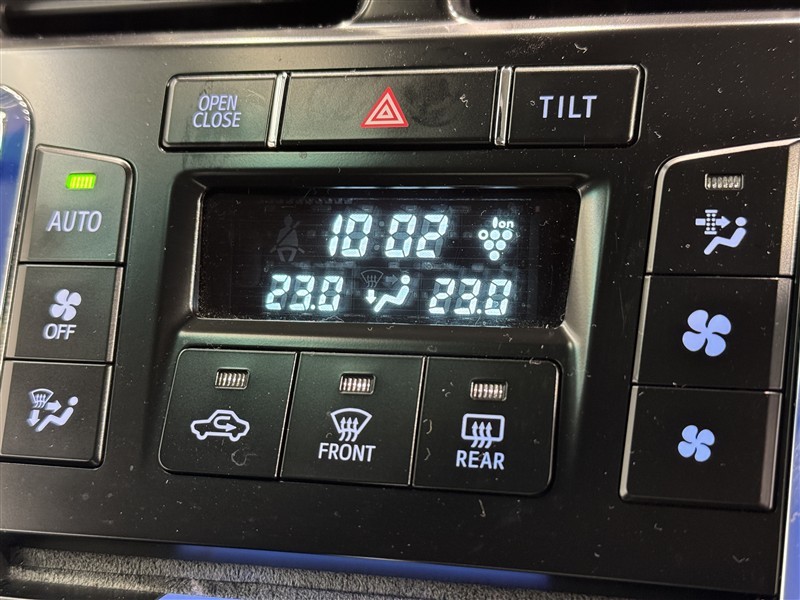 OPEN
CLOSE
TILT
AUTO
10:02
Ion
OFF
23.0
23.0
FRONT
REAR